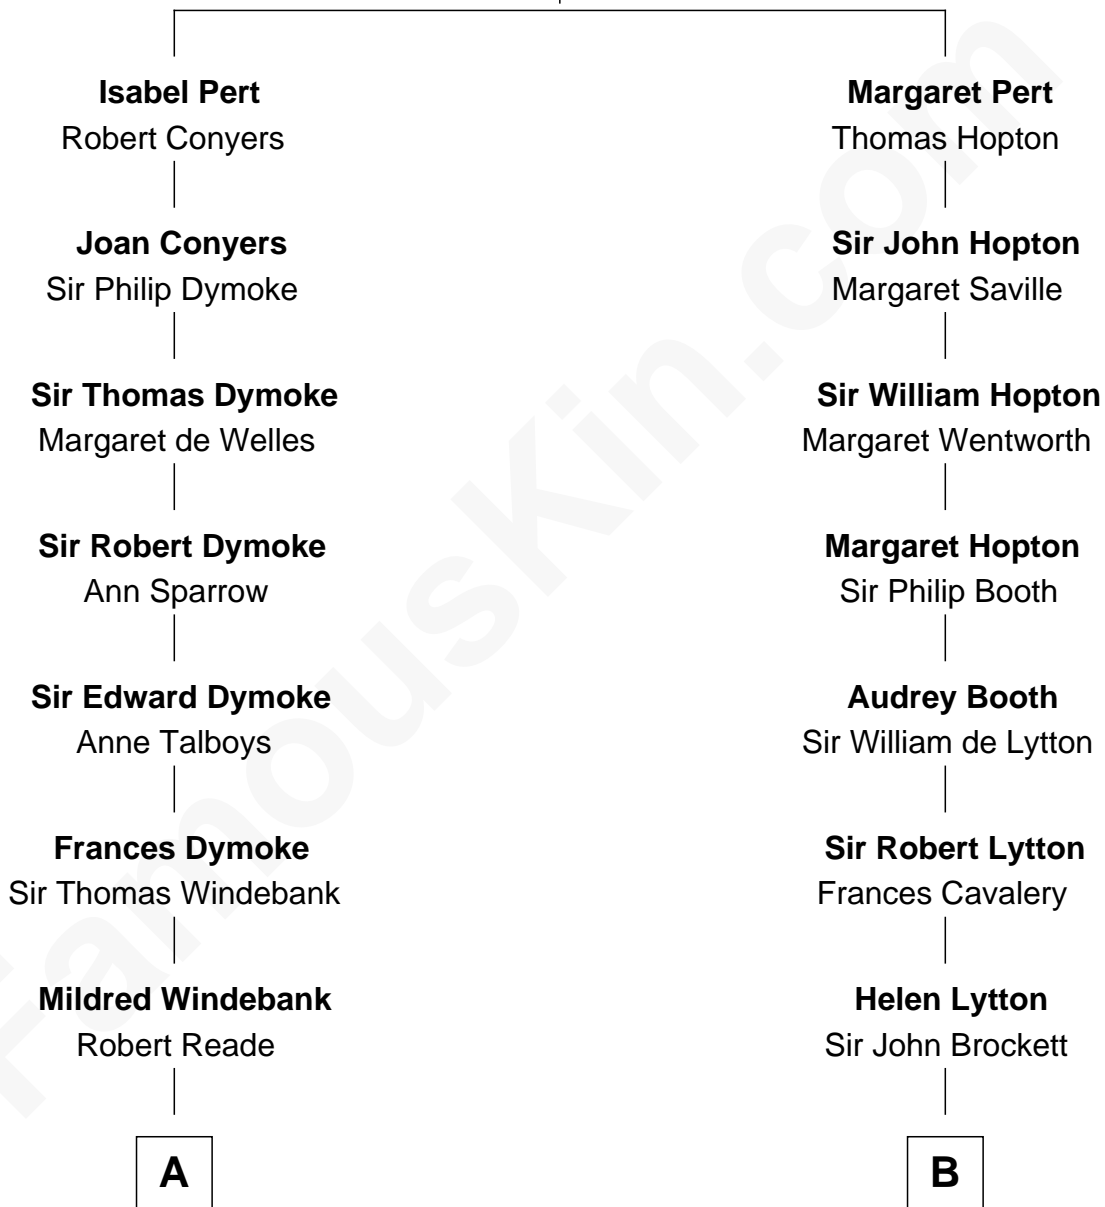 Isabel Pert
Robert Conyers
Joan Conyers
Sir Philip Dymoke
Sir Thomas Dymoke
Margaret de Welles
Sir Robert Dymoke
Ann Sparrow
Sir Edward Dymoke
Anne Talboys
Frances Dymoke
Sir Thomas Windebank
Mildred Windebank
Robert Reade
A
Margaret Pert
Thomas Hopton
Sir John Hopton
Margaret Saville
Sir William Hopton
Margaret Wentworth
Margaret Hopton
Sir Philip Booth
Audrey Booth
Sir William de Lytton
Sir Robert Lytton
Frances Cavalery
Helen Lytton
Sir John Brockett
B
FamousKin.com